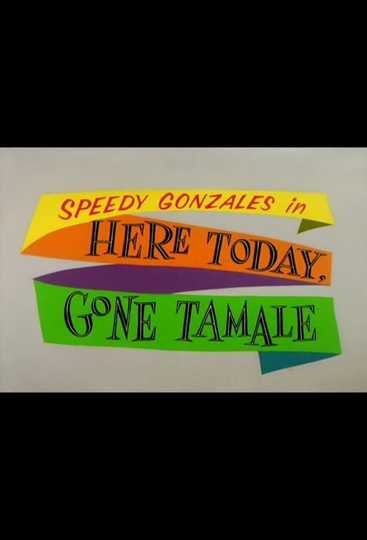 SPEEDY GONZALES in
HERE TODAY,
GONE TAMALE